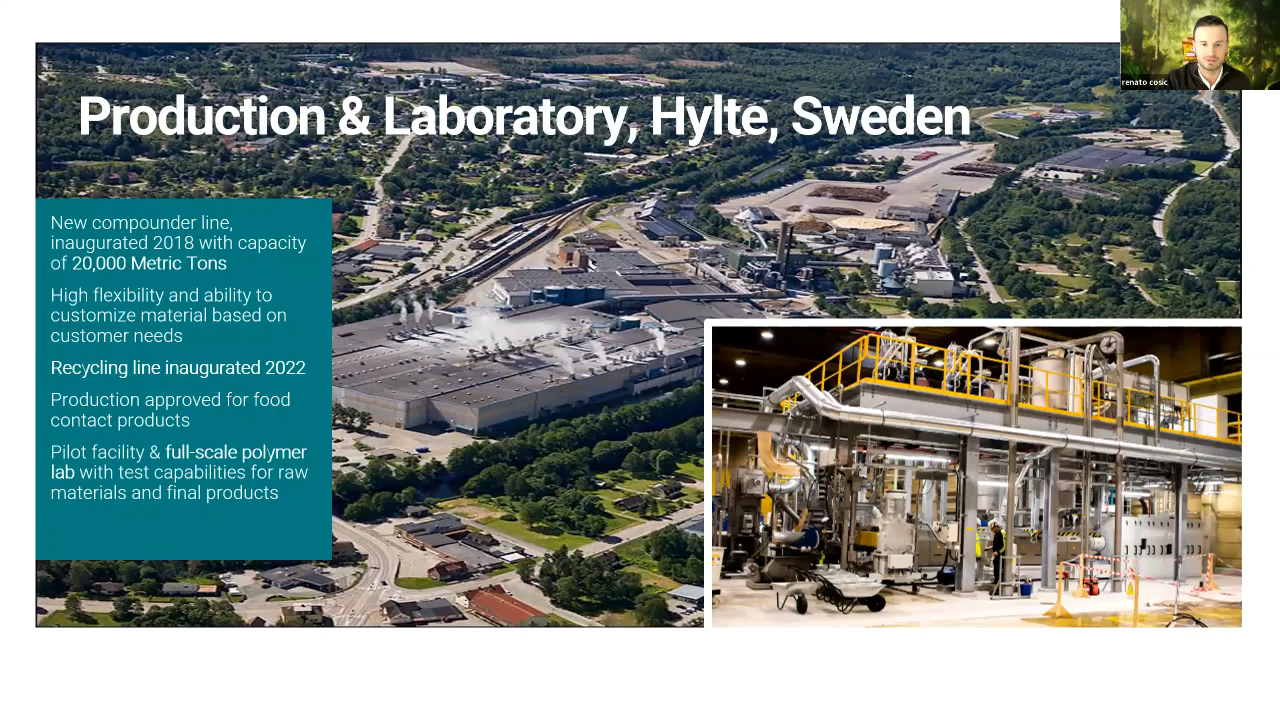 renato cosic
Production & Laboratory, Hylte, Sweden
New compounder line,
inaugurated 2018 with capacity
of 20,000 Metric Tons
High flexibility and ability to
customize material based on
customer needs
Recycling line inaugurated 2022
Production approved for food
contact products
Pilot facility & full-scale polymer
lab with test capabilities for raw
materials and final products